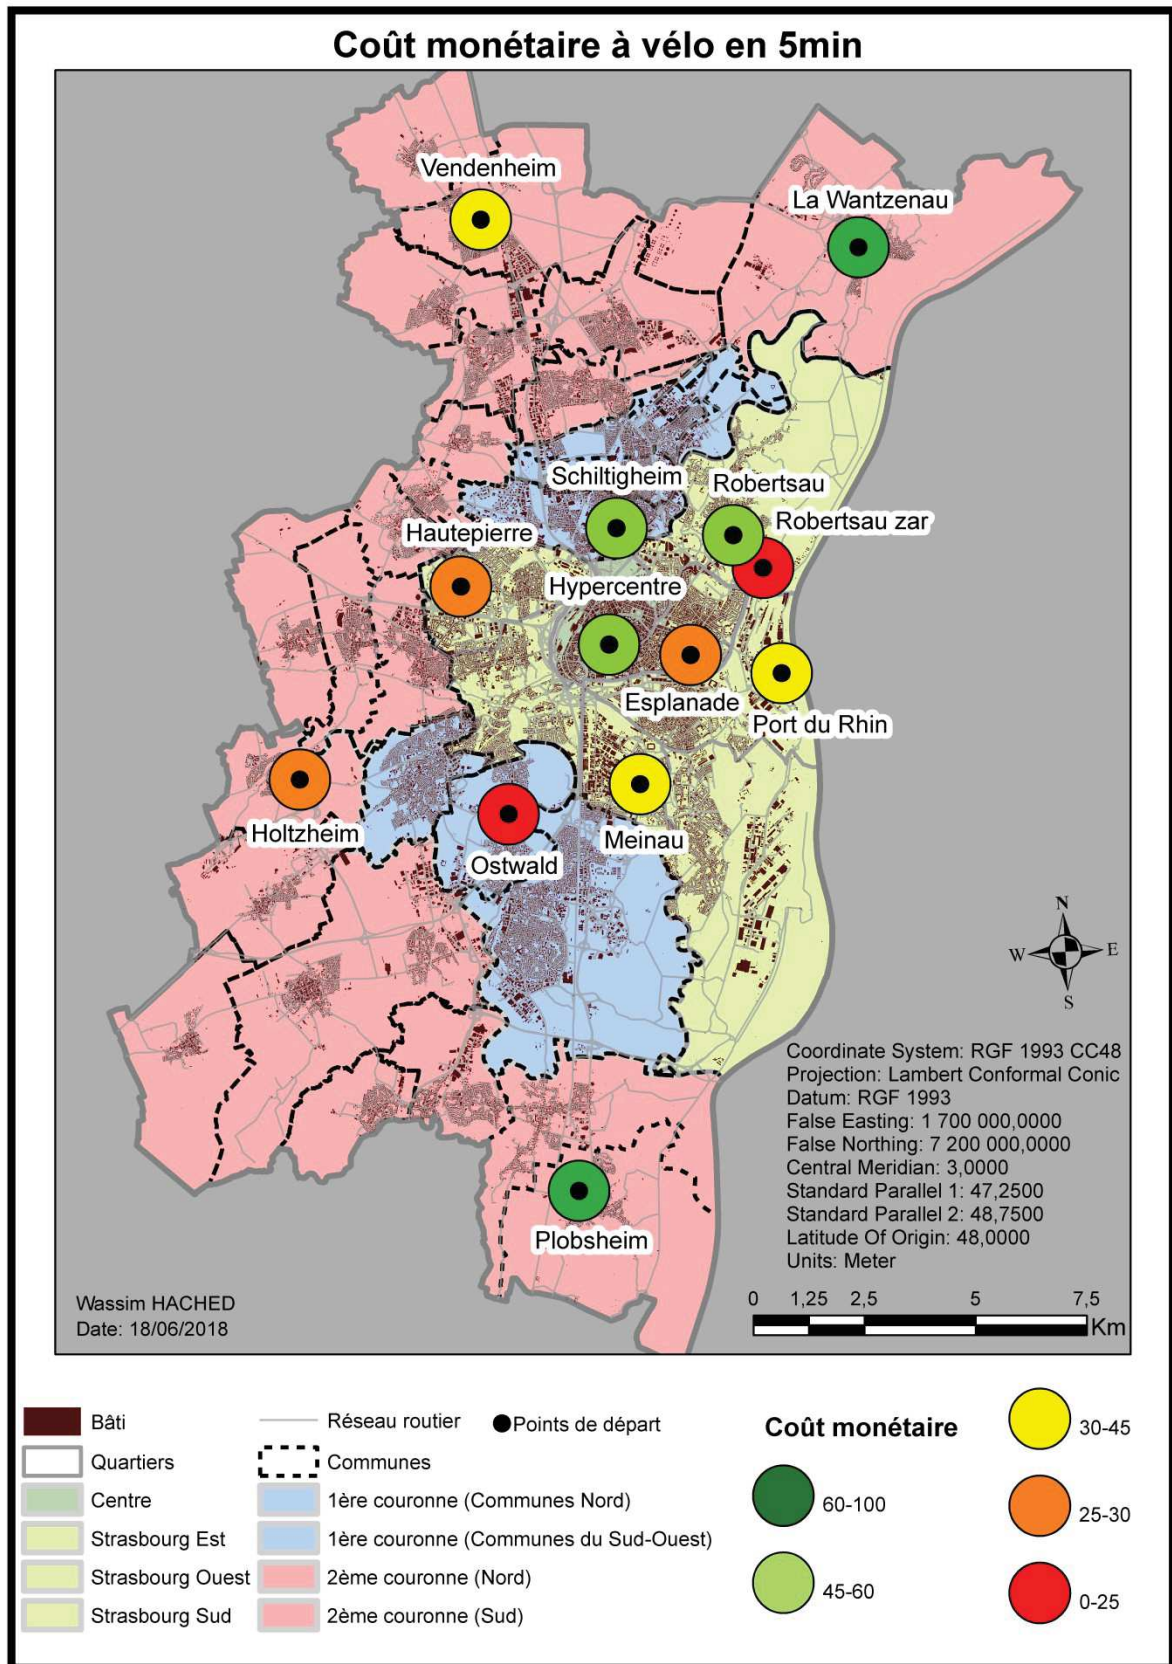 Coût monétaire à vélo en 5min
Vendenheim
La Wantzenau
Schiltigheim
Robertsau
Robertsau zar
Hautepierre
Hypercentre
Esplanade
Port du Rhin
Holtzheim
Ostwald
Meinau
Plobsheim
N
W
E
S
Coordinate System: RGF 1993 CC48
Projection: Lambert Conformal Conic
Datum: RGF 1993
False Easting: 1 700 000,0000
False Northing: 7 200 000,0000
Central Meridian: 3,0000
Standard Parallel 1: 47,2500
Standard Parallel 2: 48,7500
Latitude Of Origin: 48,0000
Units: Meter
Wassim HACHED
Date: 18/06/2018
0 1,25 2,5 5 7,5
Km
Bâti
Quartiers
Centre
Strasbourg Est
Strasbourg Ouest
Strasbourg Sud
Réseau routier
Points de départ
Communes
1ère couronne (Communes Nord)
1ère couronne (Communes du Sud-Ouest)
2ème couronne (Nord)
2ème couronne (Sud)
Coût monétaire
60-100
45-60
30-45
25-30
0-25